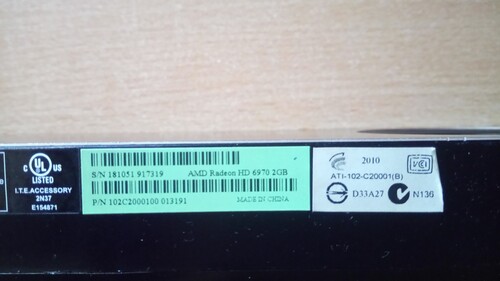 e
C UL US
LISTED
I.T.E. ACCESSORY
2N37
E154871
S/N 181051 917319 AMD Radeon HD 6970 2GB
P/N 102C2000100 013191 MADE IN CHINA
2010
VCI
ATI-102-C20001(B)
D33A27 N136